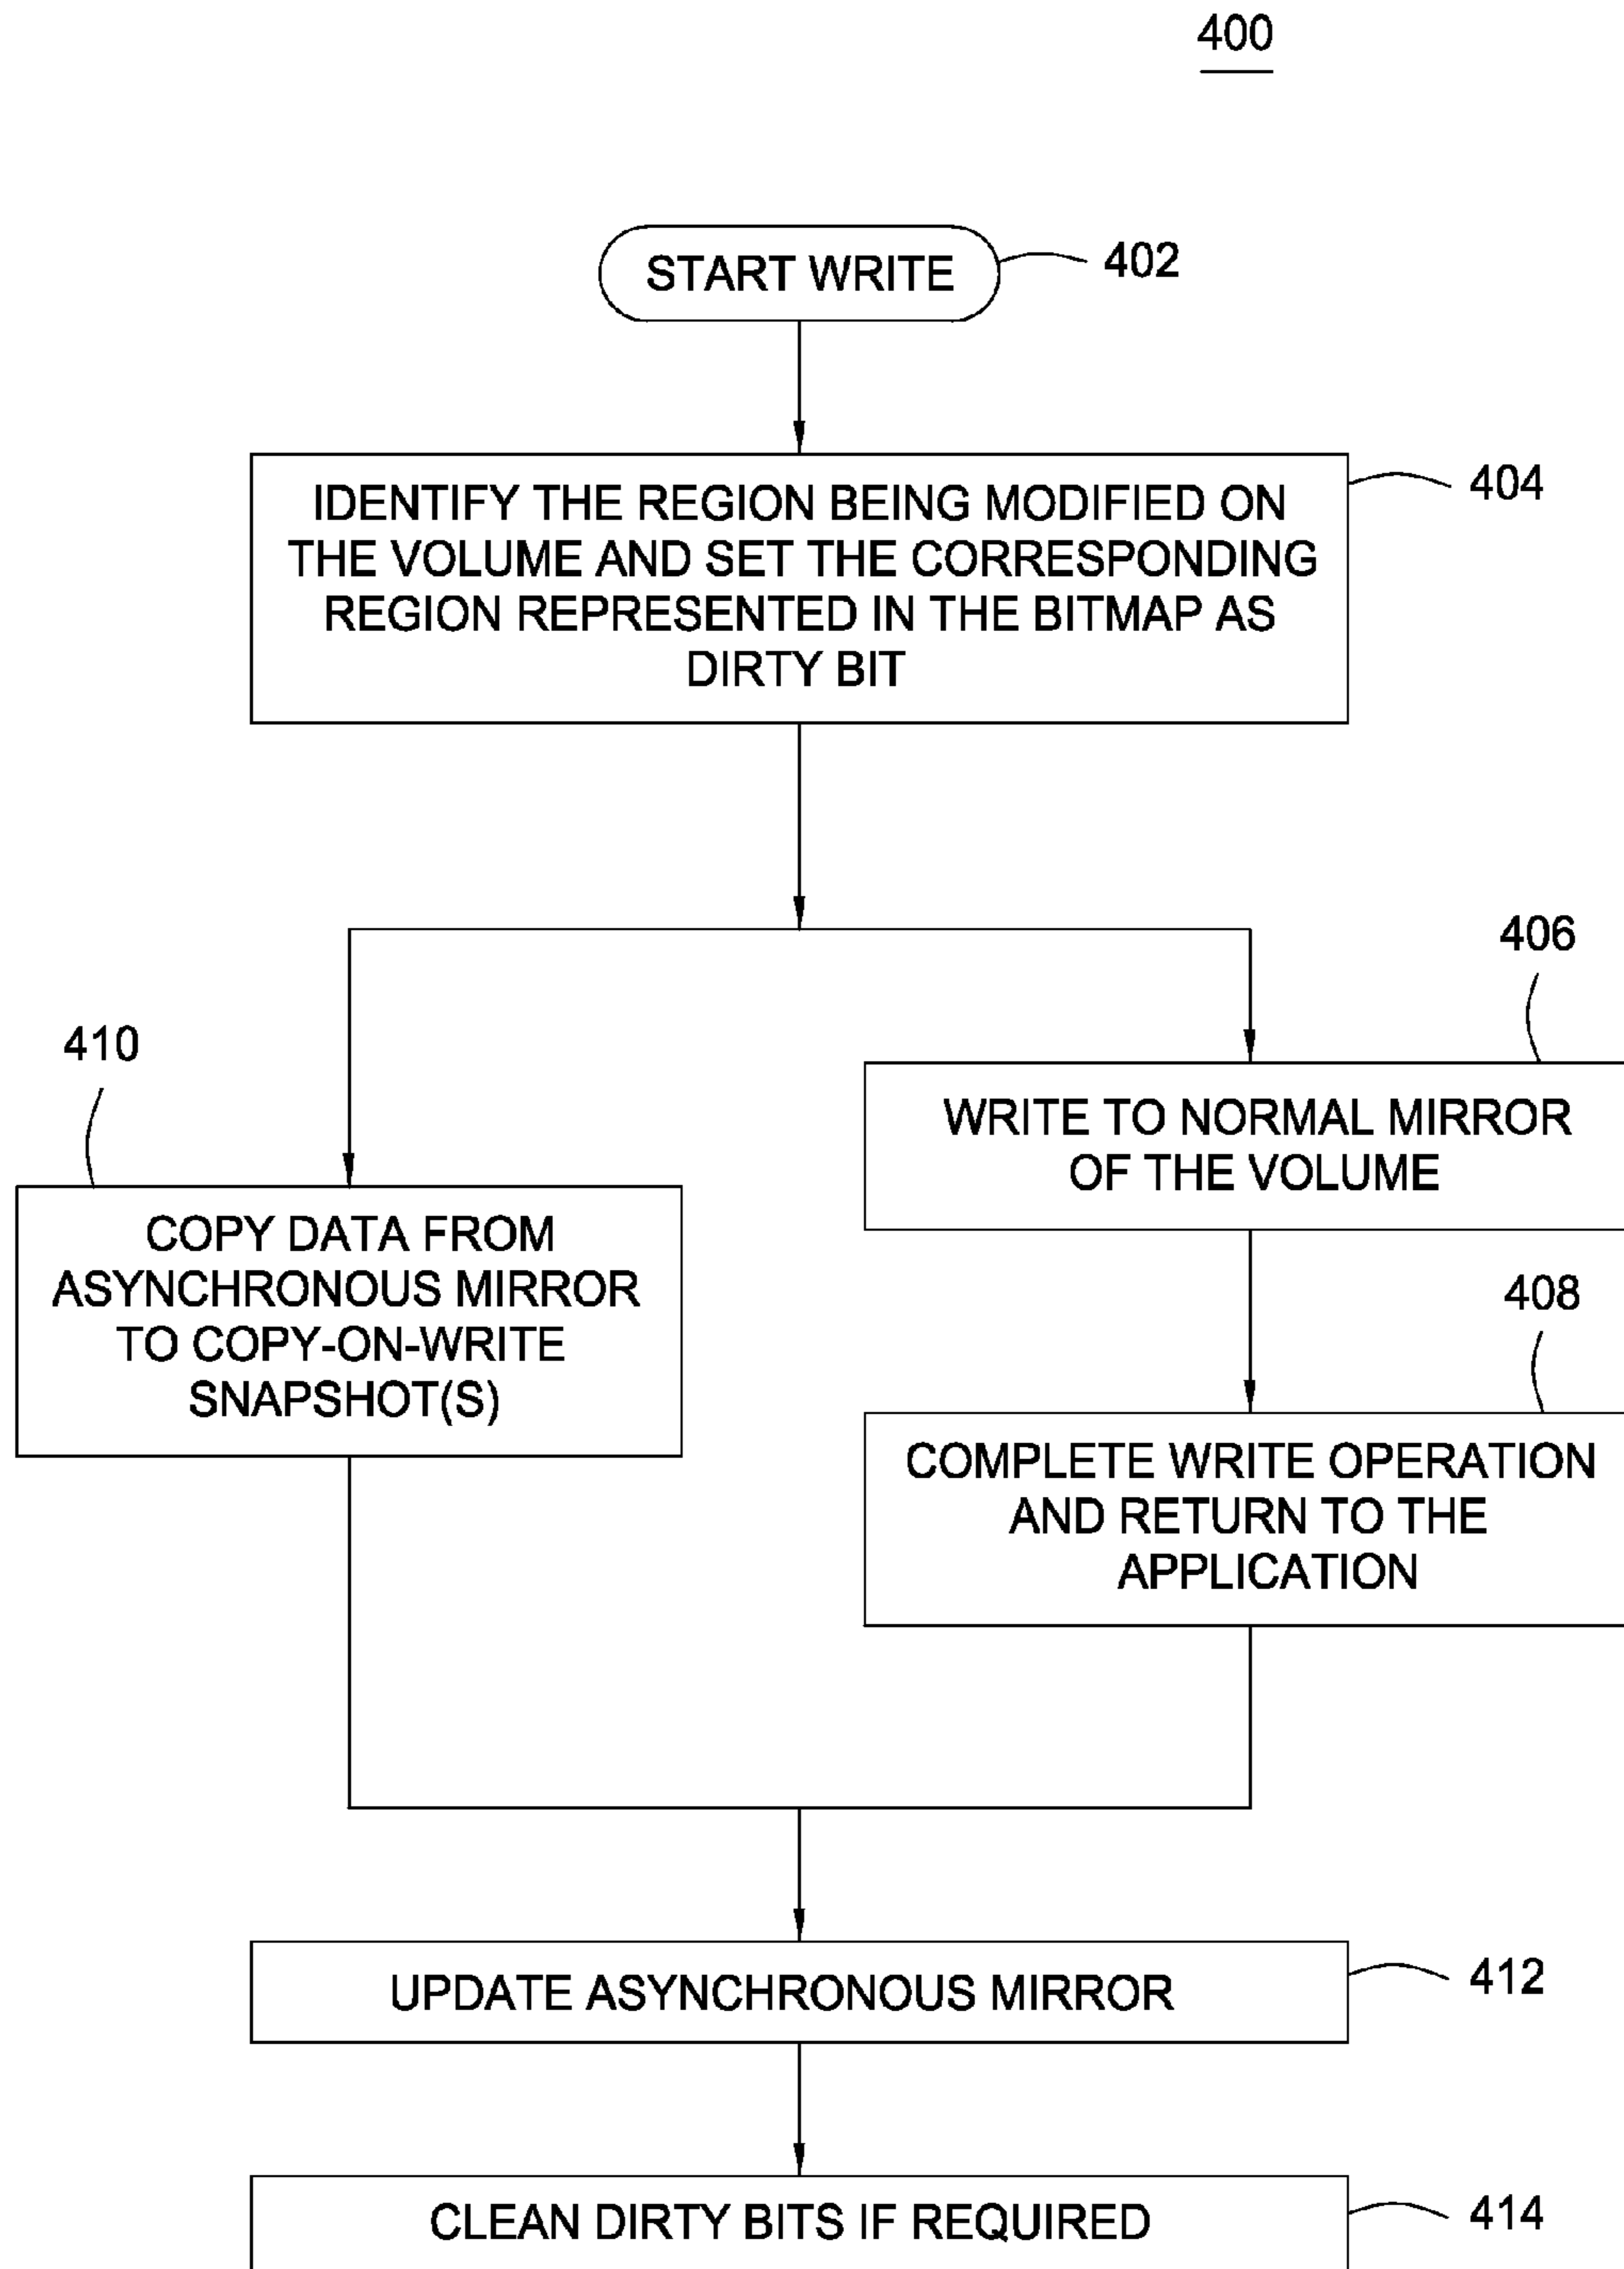 400
START WRITE
402
IDENTIFY THE REGION BEING MODIFIED ON
THE VOLUME AND SET THE CORRESPONDING
REGION REPRESENTED IN THE BITMAP AS
DIRTY BIT
404
406
WRITE TO NORMAL MIRROR
OF THE VOLUME
410
COPY DATA FROM
ASYNCHRONOUS MIRROR
TO COPY-ON-WRITE
SNAPSHOT(S)
408
COMPLETE WRITE OPERATION
AND RETURN TO THE
APPLICATION
UPDATE ASYNCHRONOUS MIRROR
412
CLEAN DIRTY BITS IF REQUIRED
414